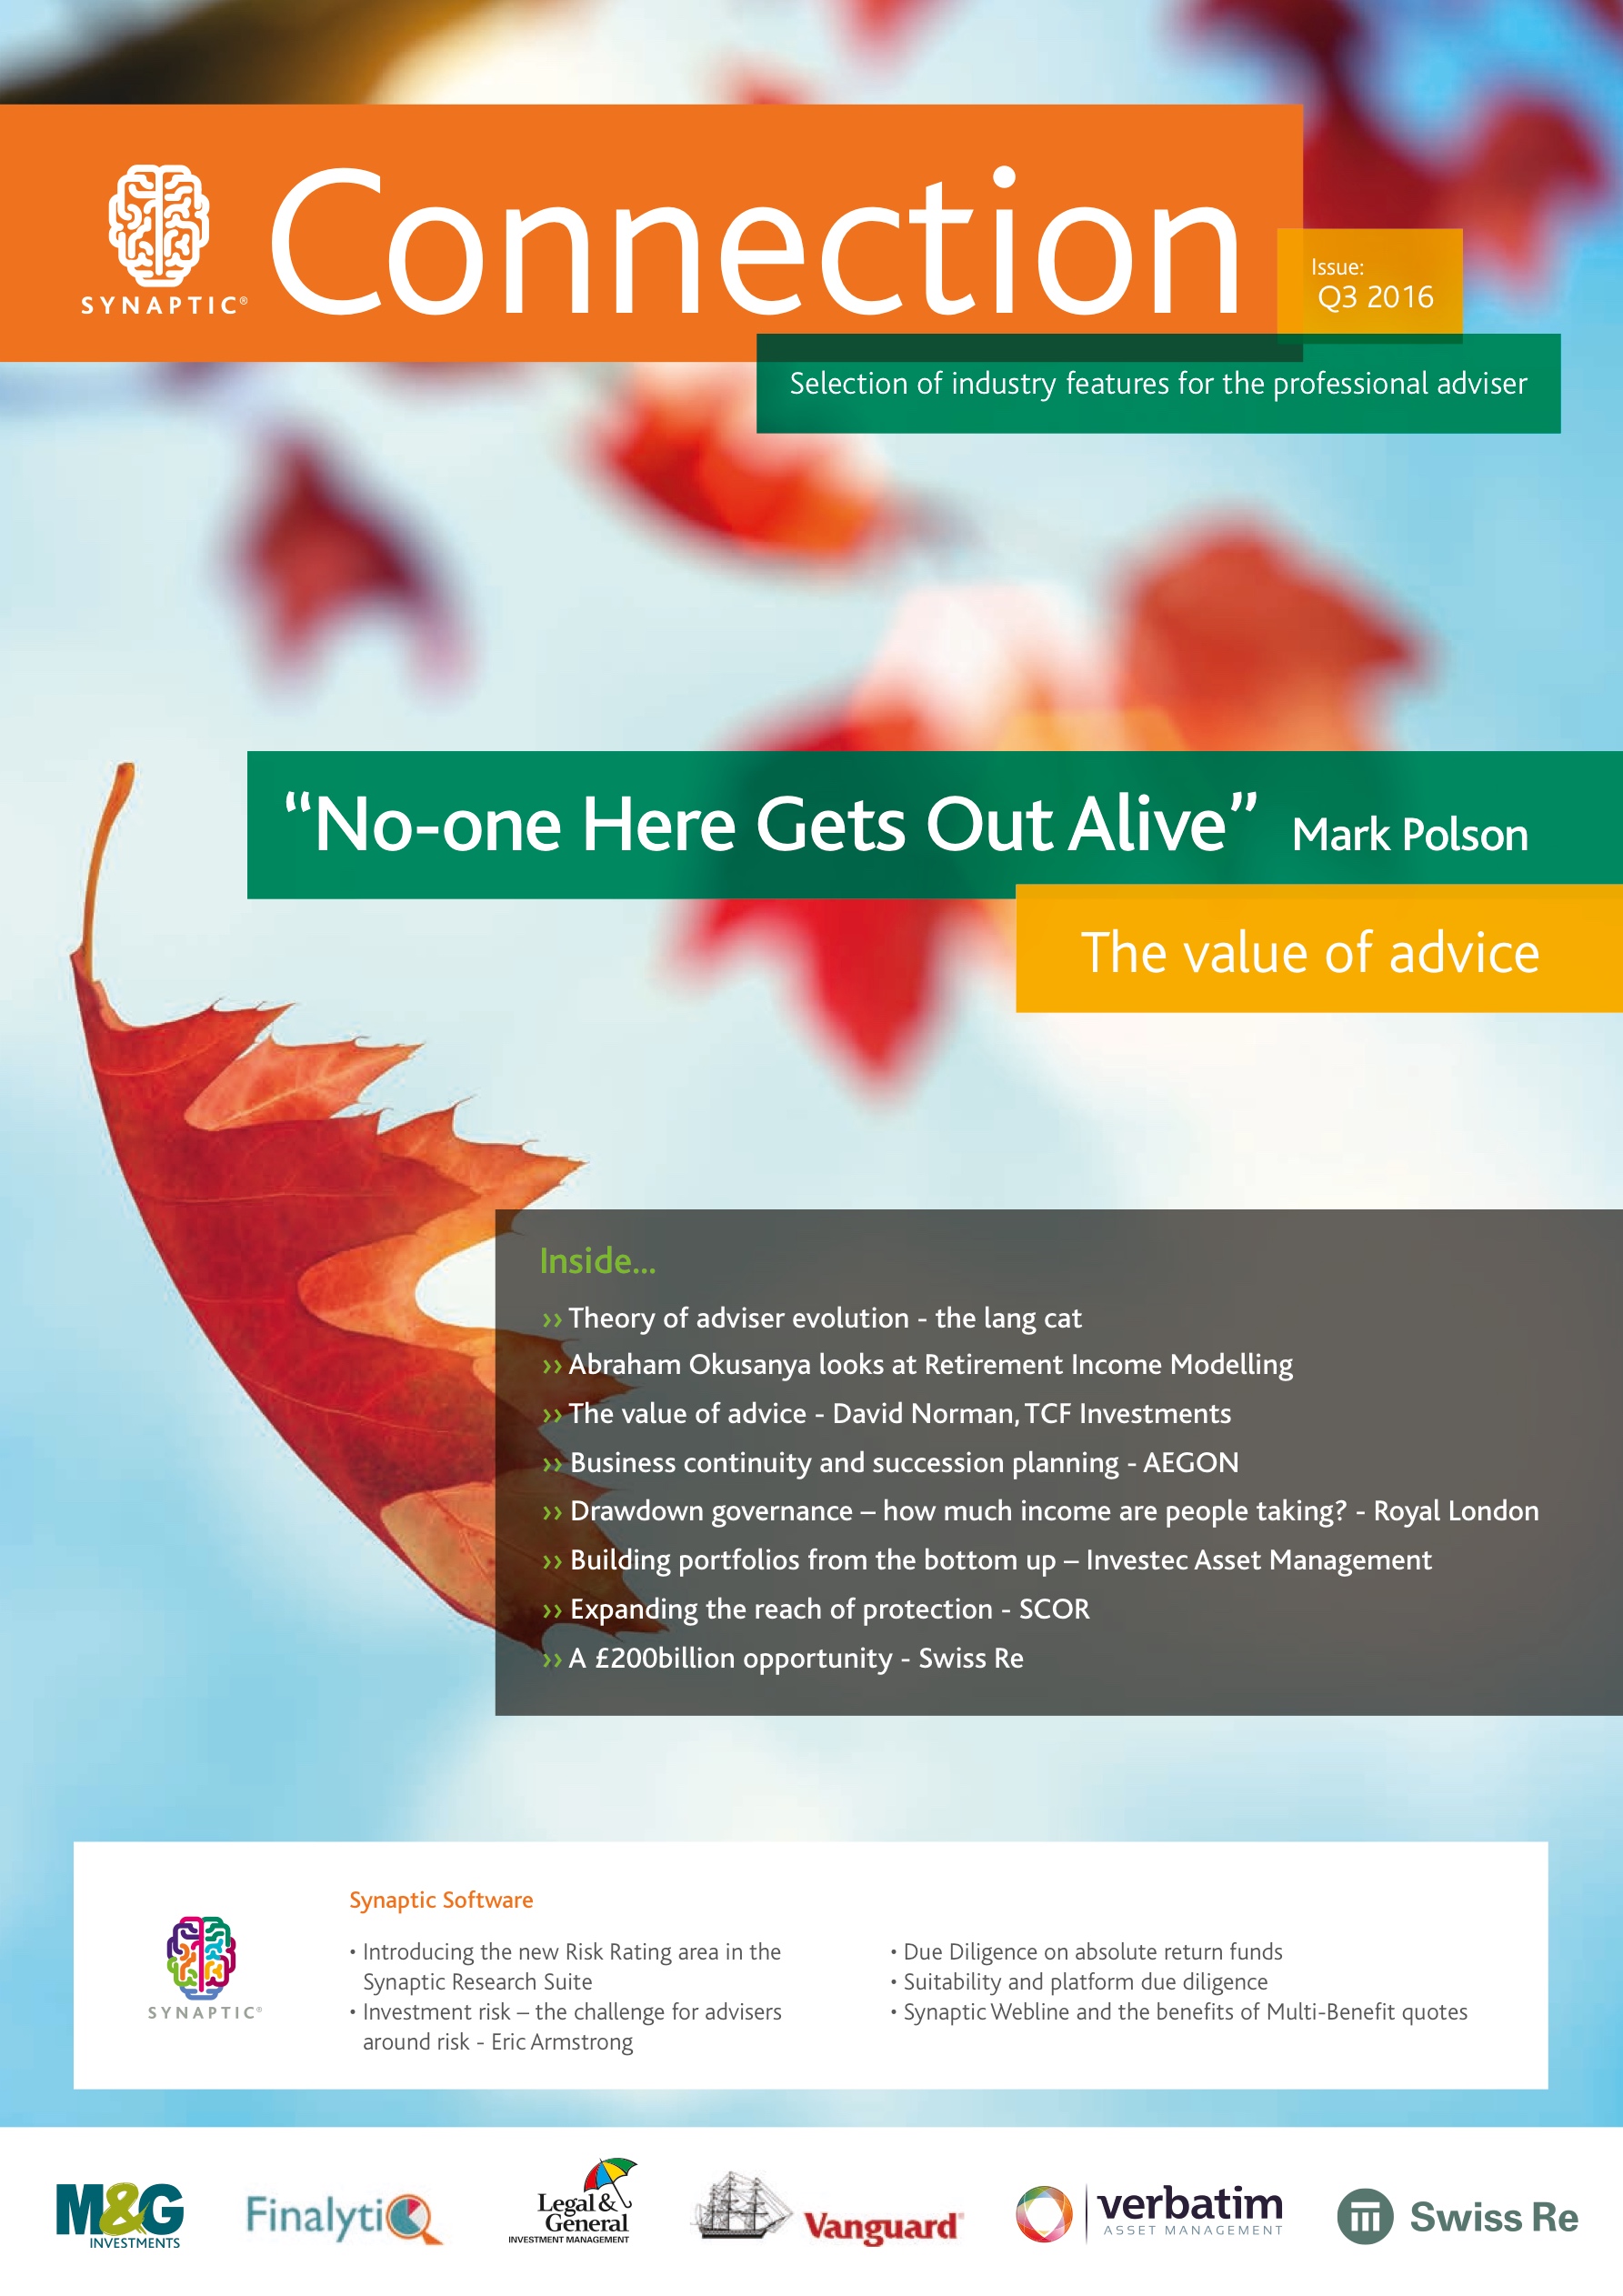 SYNAPTIC®
Connection
Issue:
Q3 2016
Selection of industry features for the professional adviser
“No-one Here Gets Out Alive” Mark Polson
The value of advice
Inside...
›› Theory of adviser evolution - the lang cat
›› Abraham Okusanya looks at Retirement Income Modelling
›› The value of advice - David Norman, TCF Investments
›› Business continuity and succession planning - AEGON
›› Drawdown governance – how much income are people taking? - Royal London
›› Building portfolios from the bottom up – Investec Asset Management
›› Expanding the reach of protection - SCOR
›› A £200billion opportunity - Swiss Re
SYNAPTIC®
Synaptic Software
• Introducing the new Risk Rating area in the
Synaptic Research Suite
• Investment risk – the challenge for advisers
around risk - Eric Armstrong
• Due Diligence on absolute return funds
• Suitability and platform due diligence
• Synaptic Webline and the benefits of Multi-Benefit quotes
M&G
INVESTMENTS
FinalytiQ
Legal &
General
INVESTMENT MANAGEMENT
Vanguard®
verbatim
ASSET MANAGEMENT
Swiss Re